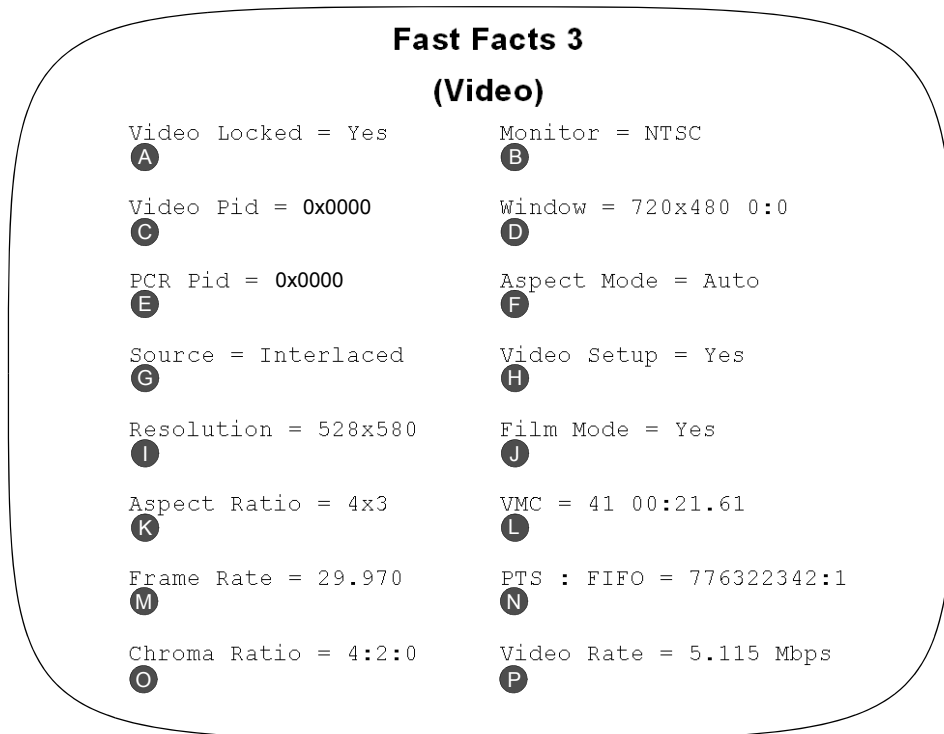 Fast Facts 3
(Video)
Video Locked = Yes
A
Monitor = NTSC
B
Video Pid = 0x0000
C
Window = 720x480 0:0
D
PCR Pid = 0x0000
E
Aspect Mode = Auto
F
Source = Interlaced
G
Video Setup = Yes
H
Resolution = 528x580
I
Film Mode = Yes
J
Aspect Ratio = 4x3
K
VMC = 41 00:21.61
L
Frame Rate = 29.970
M
PTS : FIFO = 776322342:1
N
Chroma Ratio = 4:2:0
O
Video Rate = 5.115 Mbps
P